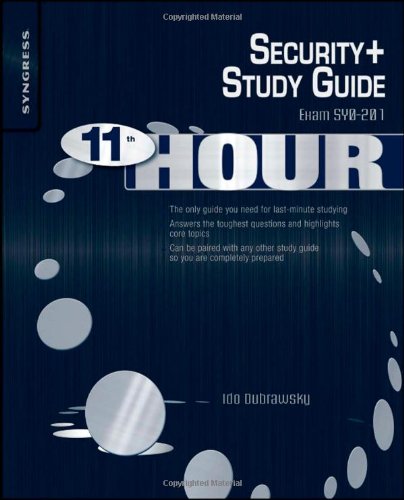 Copyrighted Material
SYNGRESS
Security+
Study Guide
Exam SY0-201
11th
HOUR
The only guide you need for last-minute studying
Answers the toughest questions and highlights
core topics
Can be paired with any other study guide
so you are completely prepared
Ido Dubrawsky
Copyrighted Material